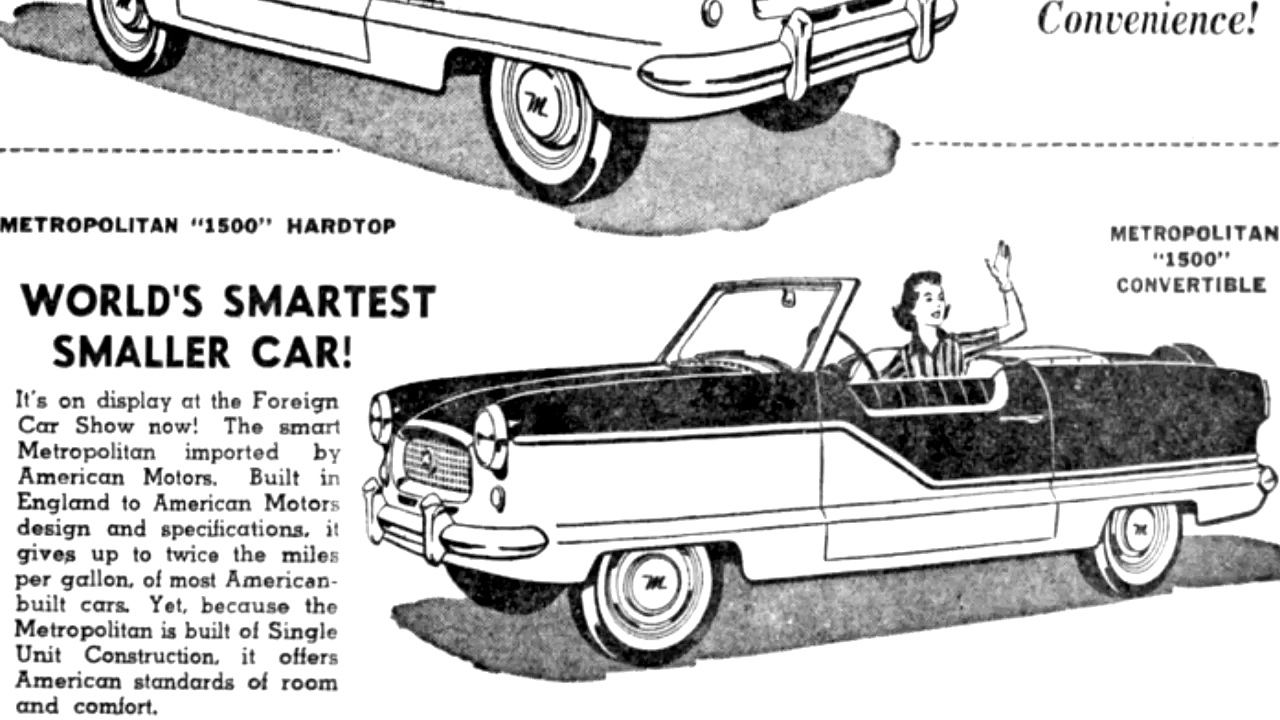 Convenience!
METROPOLITAN "1500" HARDTOP
METROPOLITAN
"1500"
CONVERTIBLE
WORLD'S SMARTEST
SMALLER CAR!
It's on display at the Foreign
Car Show now! The smart
Metropolitan imported by
American Motors. Built in
England to American Motors
design and specifications, it
gives up to twice the miles
per gallon, of most American-
built cars. Yet, because the
Metropolitan is built of Single
Unit Construction, it offers
American standards of room
and comfort.
M
M
M